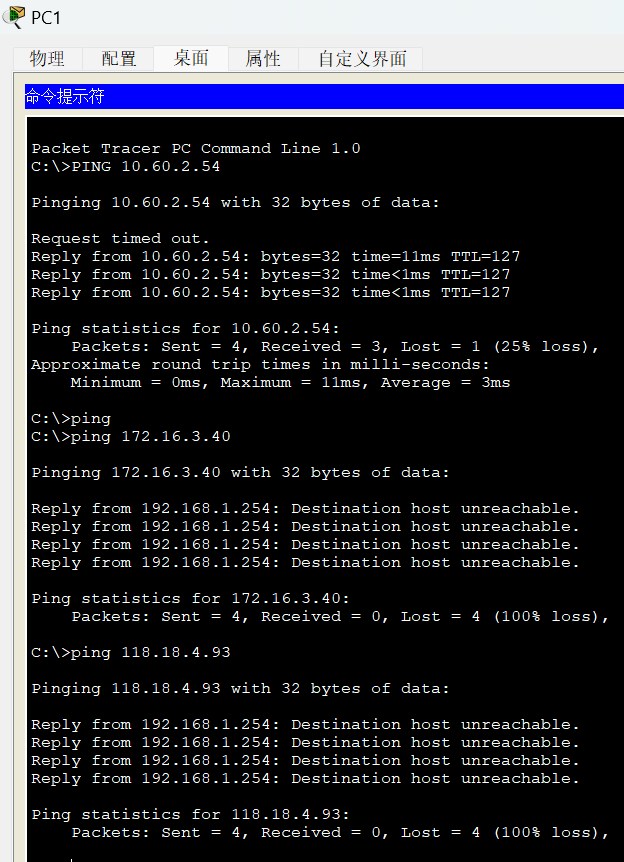 PC1
物理 配置 桌面 属性 自定义界面
命令提示符
Packet Tracer PC Command Line 1.0
C:\>PING 10.60.2.54
Pinging 10.60.2.54 with 32 bytes of data:
Request timed out.
Reply from 10.60.2.54: bytes=32 time=11ms TTL=127
Reply from 10.60.2.54: bytes=32 time<1ms TTL=127
Reply from 10.60.2.54: bytes=32 time<1ms TTL=127
Ping statistics for 10.60.2.54:
Packets: Sent = 4, Received = 3, Lost = 1 (25% loss),
Approximate round trip times in milli-seconds:
Minimum = 0ms, Maximum = 11ms, Average = 3ms
C:\>ping
C:\>ping 172.16.3.40
Pinging 172.16.3.40 with 32 bytes of data:
Reply from 192.168.1.254: Destination host unreachable.
Reply from 192.168.1.254: Destination host unreachable.
Reply from 192.168.1.254: Destination host unreachable.
Reply from 192.168.1.254: Destination host unreachable.
Ping statistics for 172.16.3.40:
Packets: Sent = 4, Received = 0, Lost = 4 (100% loss),
C:\>ping 118.18.4.93
Pinging 118.18.4.93 with 32 bytes of data:
Reply from 192.168.1.254: Destination host unreachable.
Reply from 192.168.1.254: Destination host unreachable.
Reply from 192.168.1.254: Destination host unreachable.
Reply from 192.168.1.254: Destination host unreachable.
Ping statistics for 118.18.4.93:
Packets: Sent = 4, Received = 0, Lost = 4 (100% loss),